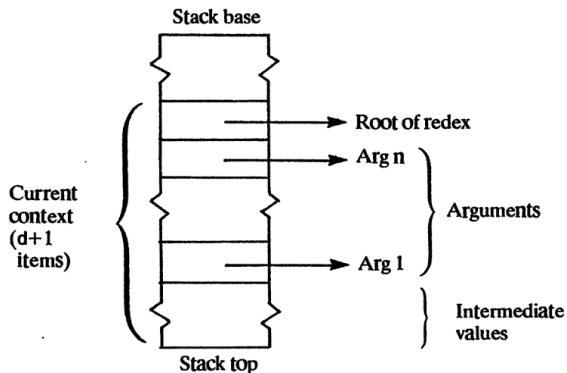 Stack base
Root of redex
Arg n
Current
context
(d+1
items)
Arguments
Arg 1
Intermediate
values
Stack top